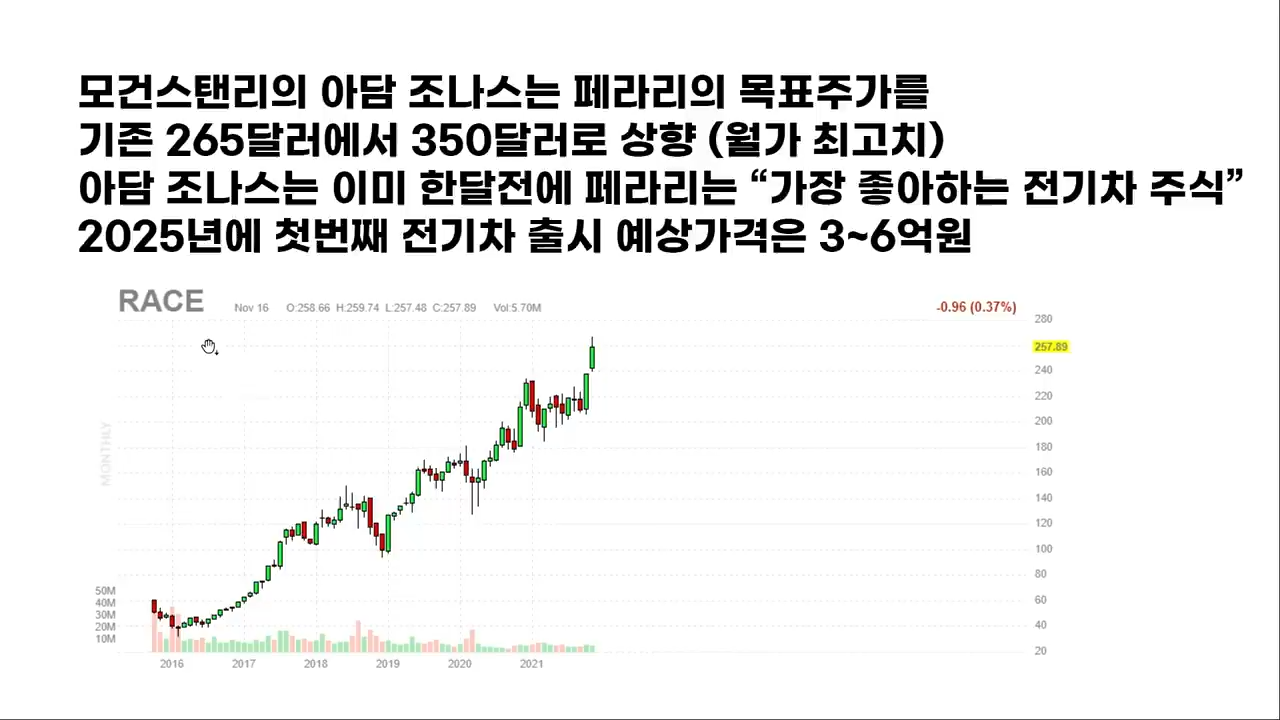 모건스탠리의 아담 조나스는 페라리의 목표주가를
기존 265달러에서 350달러로 상향 (월가 최고치)
아담 조나스는 이미 한달전에 페라리는 “가장 좋아하는 전기차 주식”
2025년에 첫번째 전기차 출시 예상가격은 3~6억원
RACE Nov 16 O:258.66 H:259.74 L:257.48 C:257.89 Vol:5.70M -0.96 (0.37%)
280
257.89
240
220
200
180
160
140
120
100
80
60
40
20
MONTHLY
50M
40M
30M
20M
10M
2016 2017 2018 2019 2020 2021